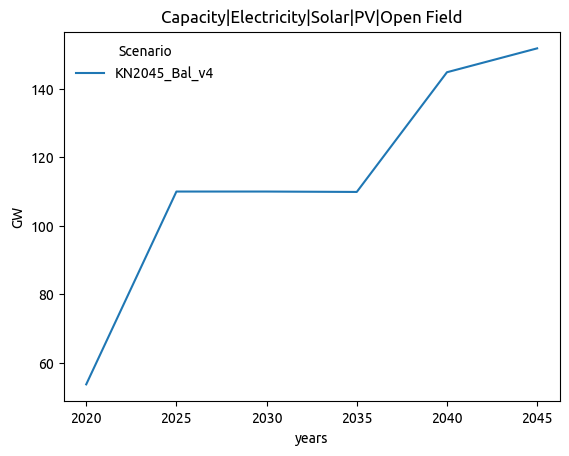 Capacity|Electricity|Solar|PV|Open Field
Scenario
KN2045_Bal_v4
GW
140
120
100
80
60
2020 2025 2030 2035 2040 2045
years